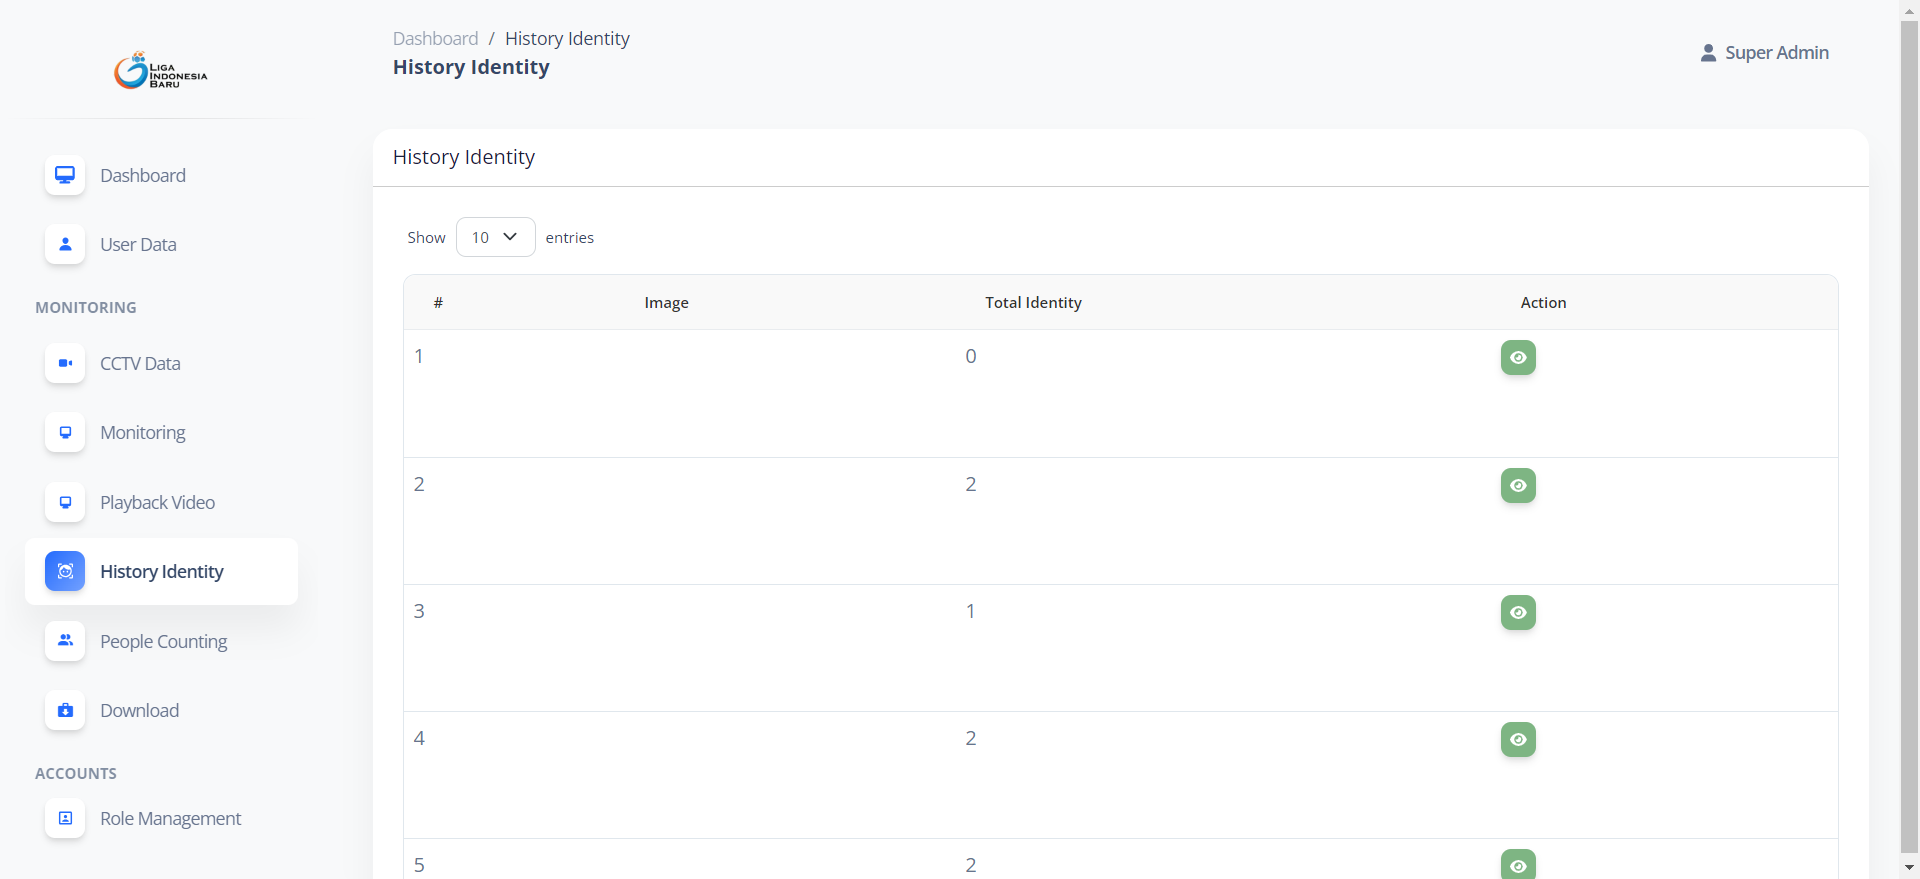 LIGA
INDONESIA
BARU
Dashboard / History Identity
History Identity
Super Admin
Dashboard
User Data
MONITORING
CCTV Data
Monitoring
Playback Video
History Identity
People Counting
Download
ACCOUNTS
Role Management
History Identity
Show 10 entries
# Image Total Identity Action
1 0
2 2
3 1
4 2
5 2